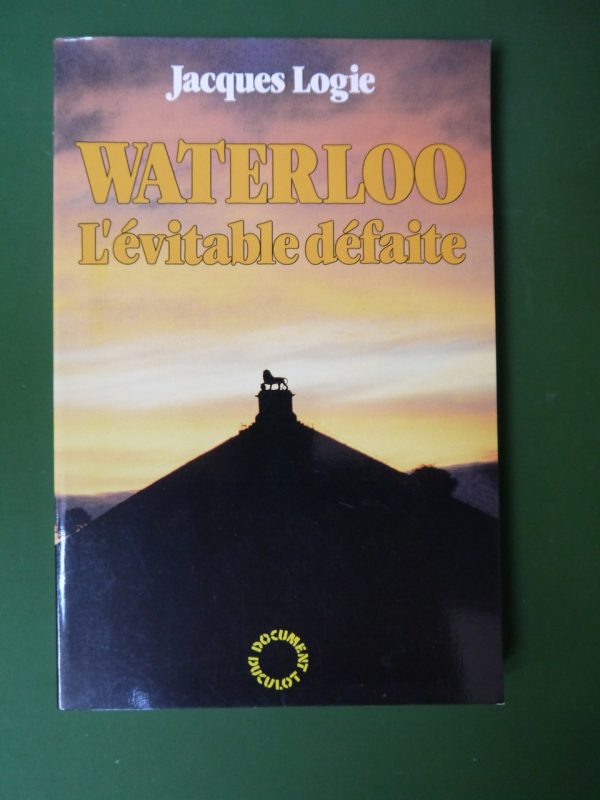 Jacques Logie
WATERLOO
L'évitable défaite
DOCUMENT
DUCULOT